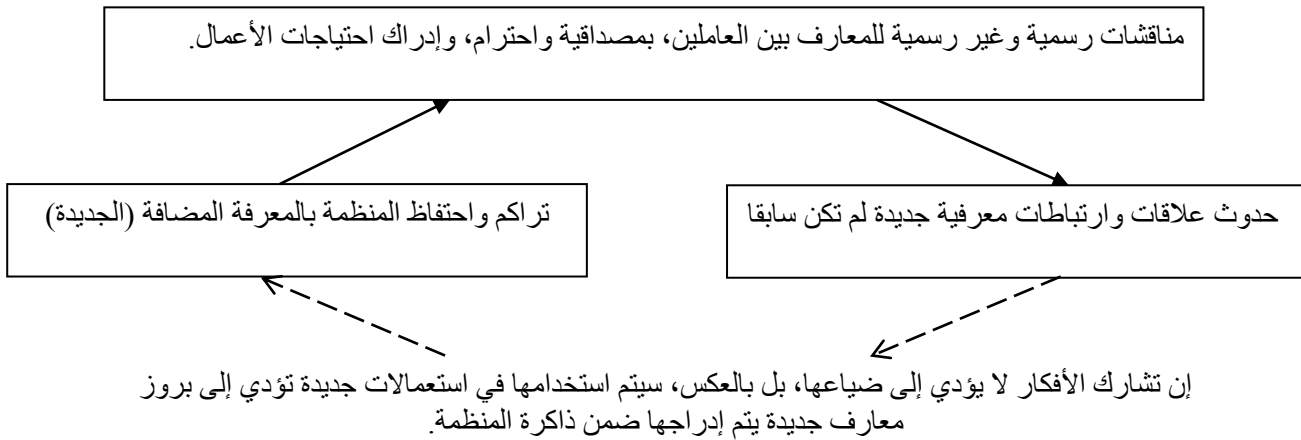 مناقشات رسمية وغير رسمية للمعارف بين العاملين، بمصداقية واحترام، وإدراك احتياجات الأعمال.
حدوث علاقات وارتباطات معرفية جديدة لم تكن سابقا
تراكم واحتفاظ المنظمة بالمعرفة المضافة (الجديدة)
إن تشارك الأفكار لا يؤدي إلى ضياعها، بل بالعكس، سيتم استخدامها في استعمالات جديدة تؤدي إلى بروز
معارف جديدة يتم إدراجها ضمن ذاكرة المنظمة.